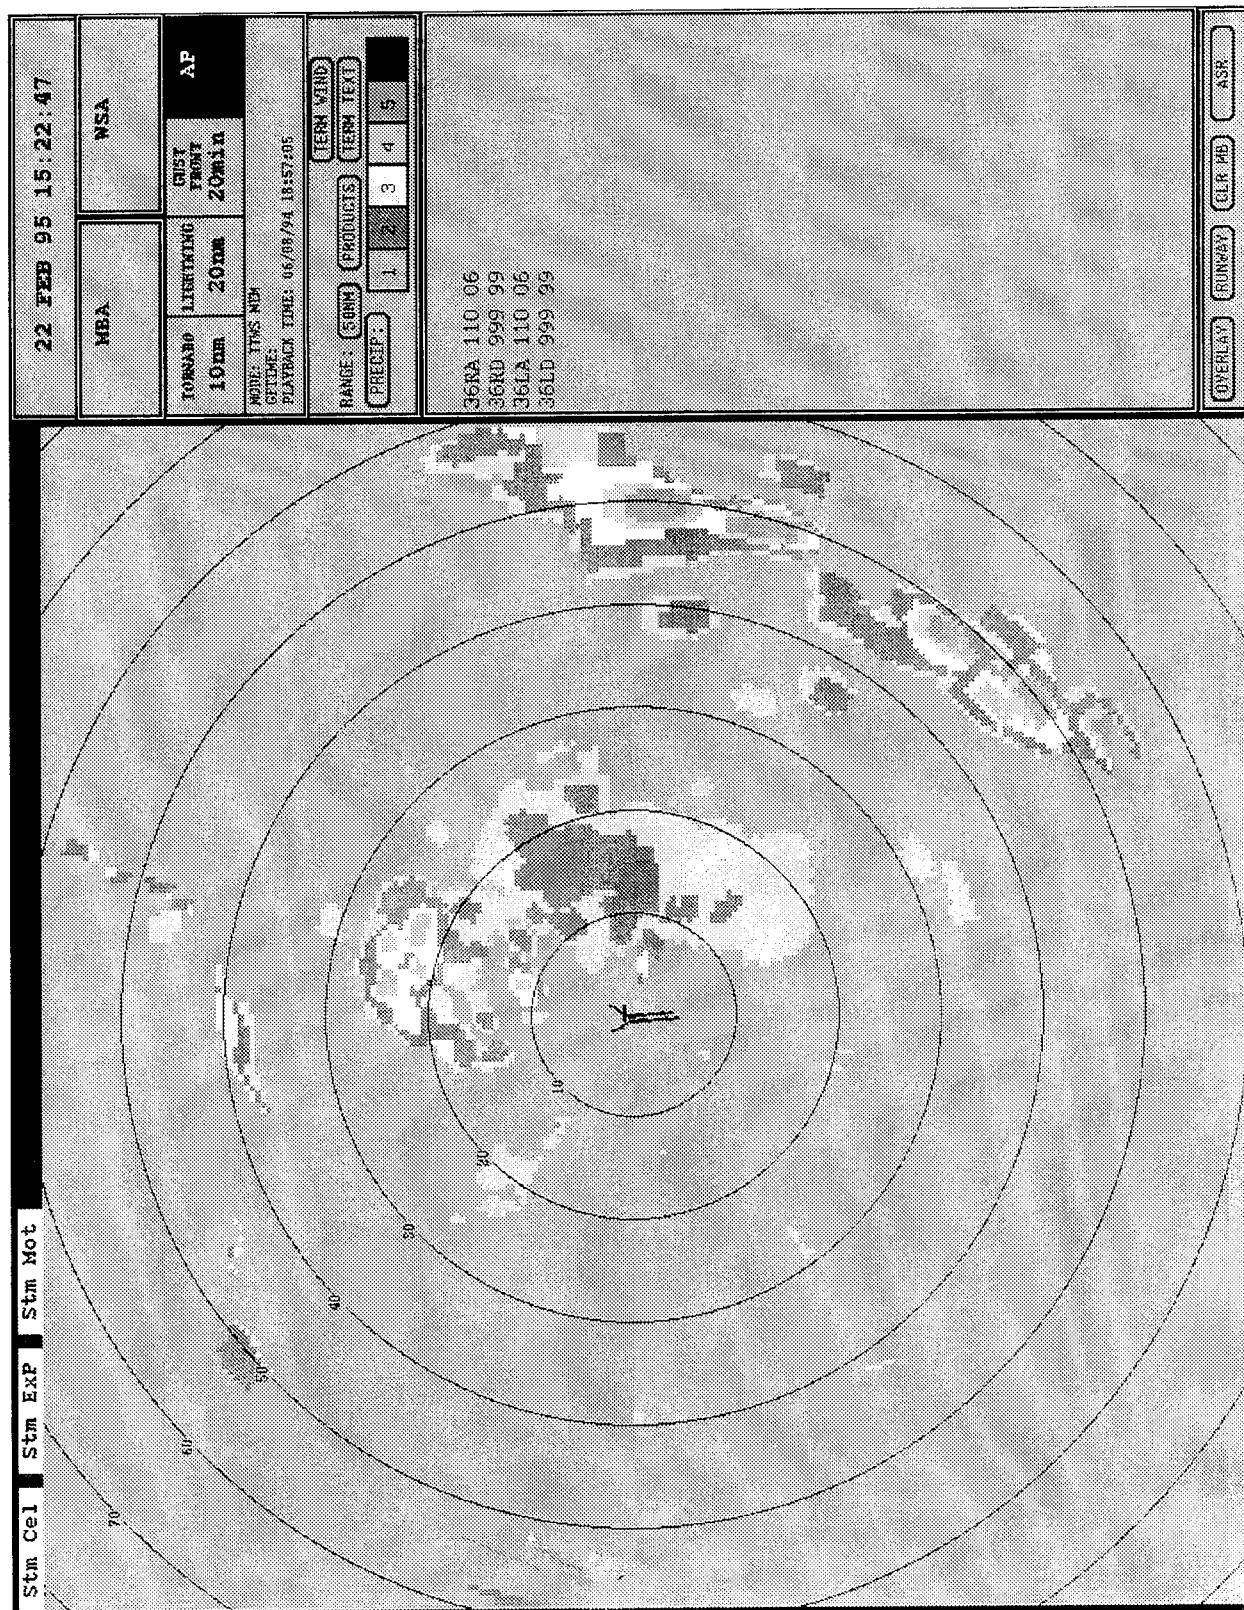 Stm Cel Stm ExP Stm Mot
22 FEB 95 15:22:47
MBA WSA
TORNADO LIGHTNING GUST FRONT AP
10nm 20nm 20min
MODE: ITWS MEM
GFTIME:
PLAYBACK TIME: 06/08/94 18:57:05
RANGE: 50NM PRODUCTS TERM WIND
TERM TEXT
PRECIP: 1 2 3 4 5
36RA 110 06
36RD 999 99
36LA 110 06
36LD 999 99
OVERLAY RUNWAY CLR MB ASR
70
60
50
40
30
20
10